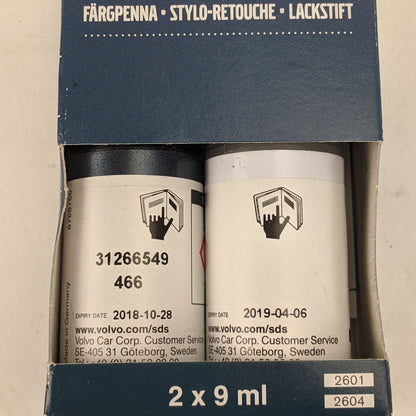 FÄRGPENNA · STYLO-RETOUCHE · LACKSTIFT
31266549
466
EXPIRY DATE 2018-10-28
www.volvo.com/sds
Volvo Car Corp. Customer Service
SE-405 31 Göteborg, Sweden
Made in Germany
EXPIRY DATE 2019-04-06
www.volvo.com/sds
Volvo Car Corp. Customer Service
SE-405 31 Göteborg, Sweden
2 x 9 ml
2601
2604